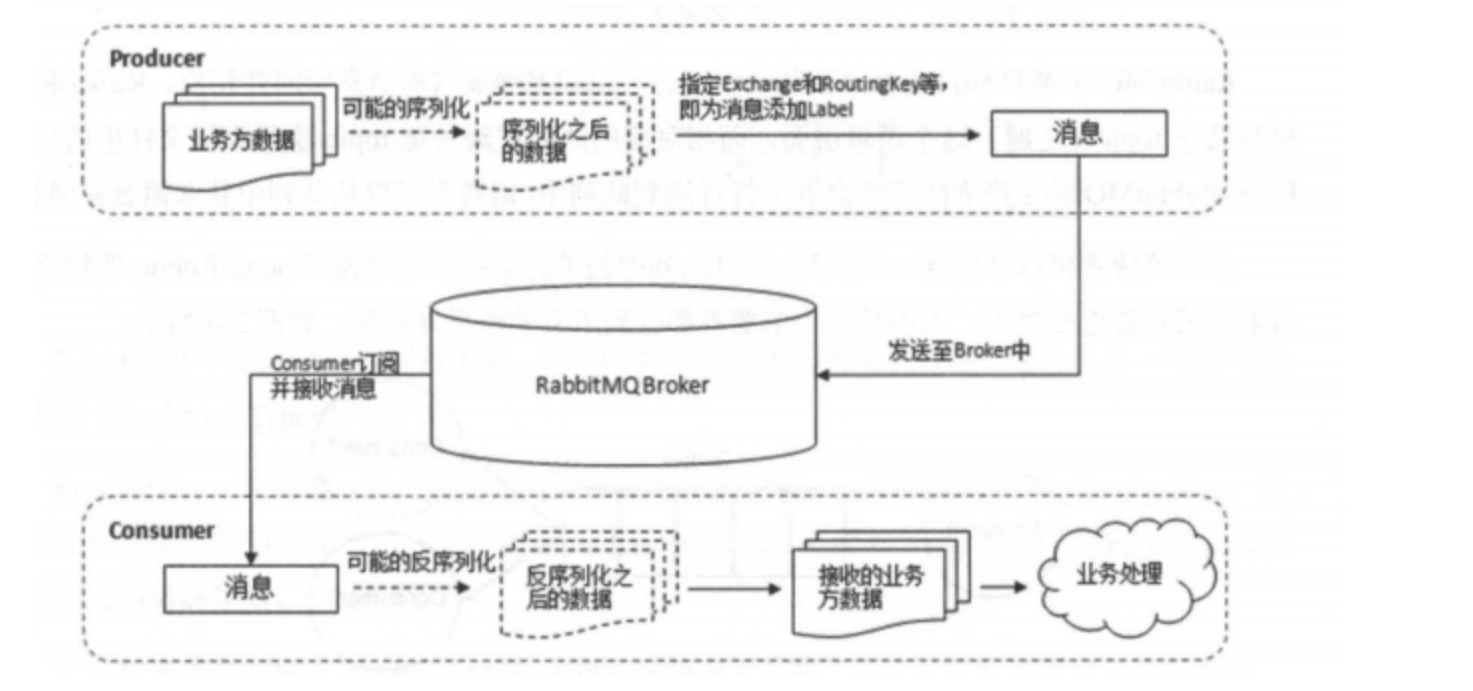 Producer
业务方数据
可能的序列化
序列化之后
的数据
指定Exchange和RoutingKey等，
即为消息添加Label
消息
发送至Broker中
RabbitMQ Broker
Consumer订阅
并接收消息
Consumer
消息
可能的反序列化
反序列化之
后的数据
接收的业务
方数据
业务处理